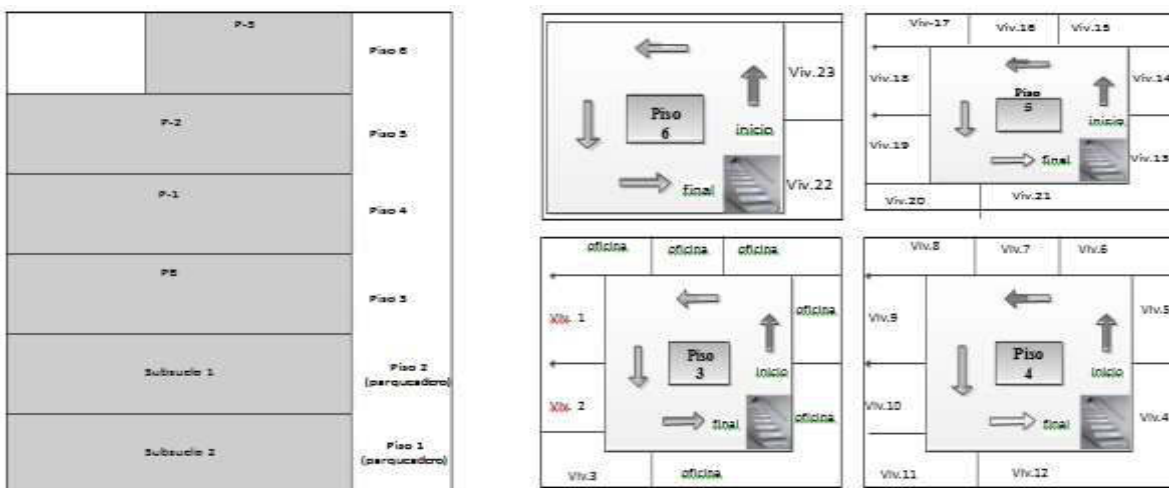 P-3
Piso 6
P-2
Piso 5
P-1
Piso 4
PB
Piso 3
Subsuelo 1
Piso 2
(parqueadero)
Subsuelo 2
Piso 1
(parqueadero)
Viv.23
Piso
6
inicio
final
Viv.22
Viv-17
Viv.16
Viv.15
Viv.18
Viv.14
Piso
5
inicio
Viv.19
final
Viv.13
Viv.20
Viv.21
oficina
oficina
oficina
Viv. 1
oficina
Piso
3
inicio
Viv. 2
final
oficina
Viv.3
oficina
Viv.8
Viv.7
Viv.6
Viv.9
Viv.5
Piso
4
inicio
Viv.10
final
Viv.4
Viv.11
Viv.12